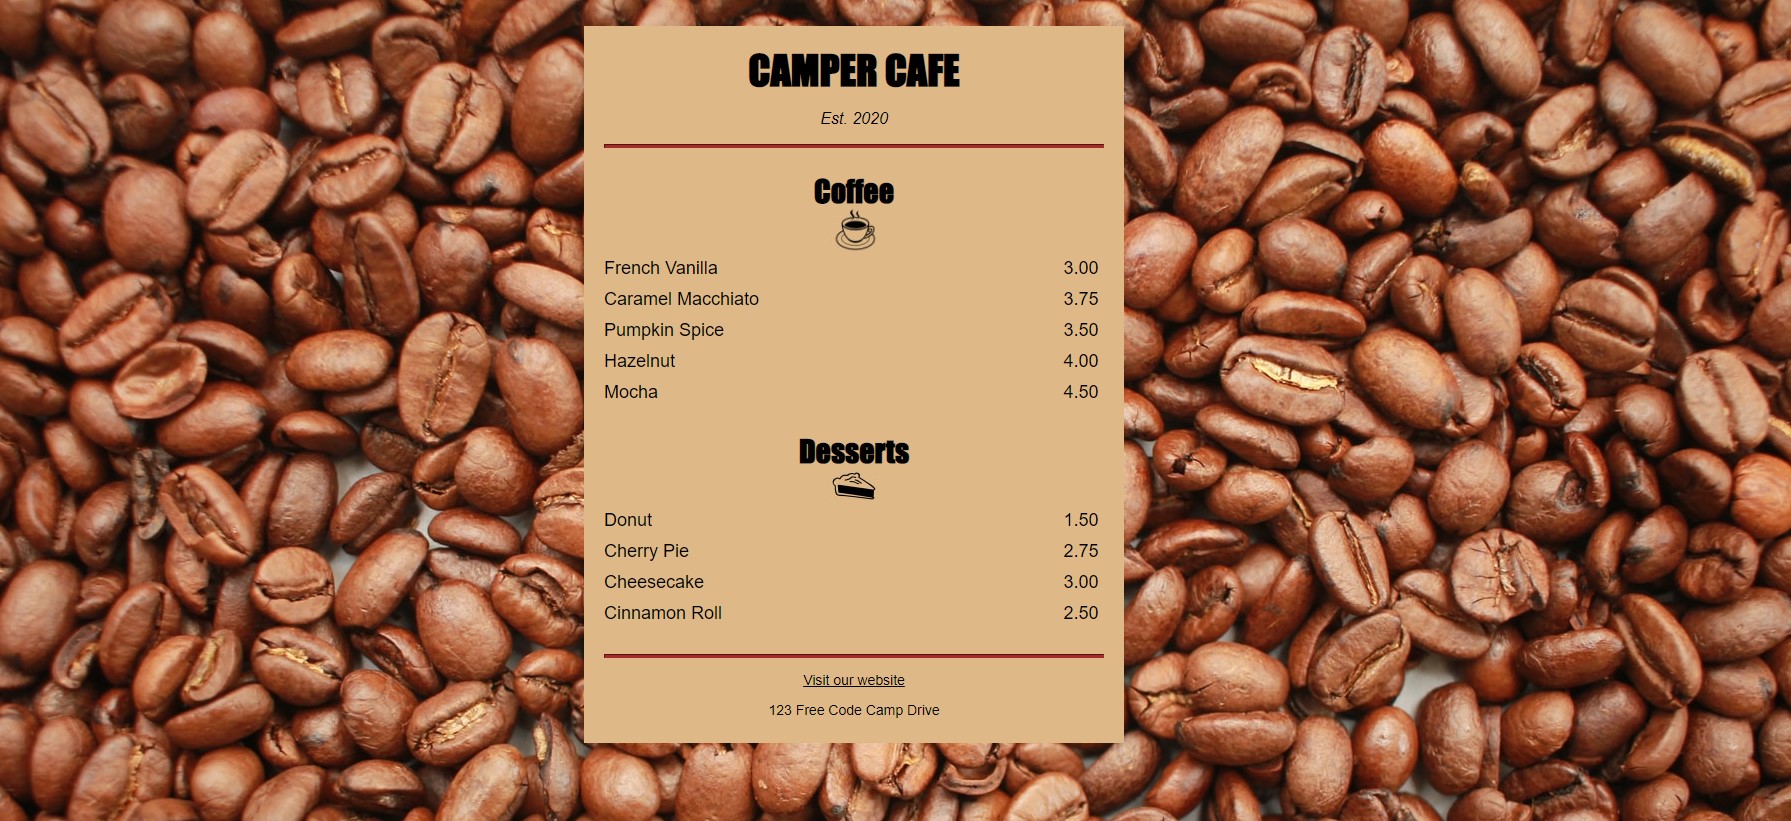 CAMPER CAFE
Est. 2020
Coffee
French Vanilla 3.00
Caramel Macchiato 3.75
Pumpkin Spice 3.50
Hazelnut 4.00
Mocha 4.50
Desserts
Donut 1.50
Cherry Pie 2.75
Cheesecake 3.00
Cinnamon Roll 2.50
Visit our website
123 Free Code Camp Drive